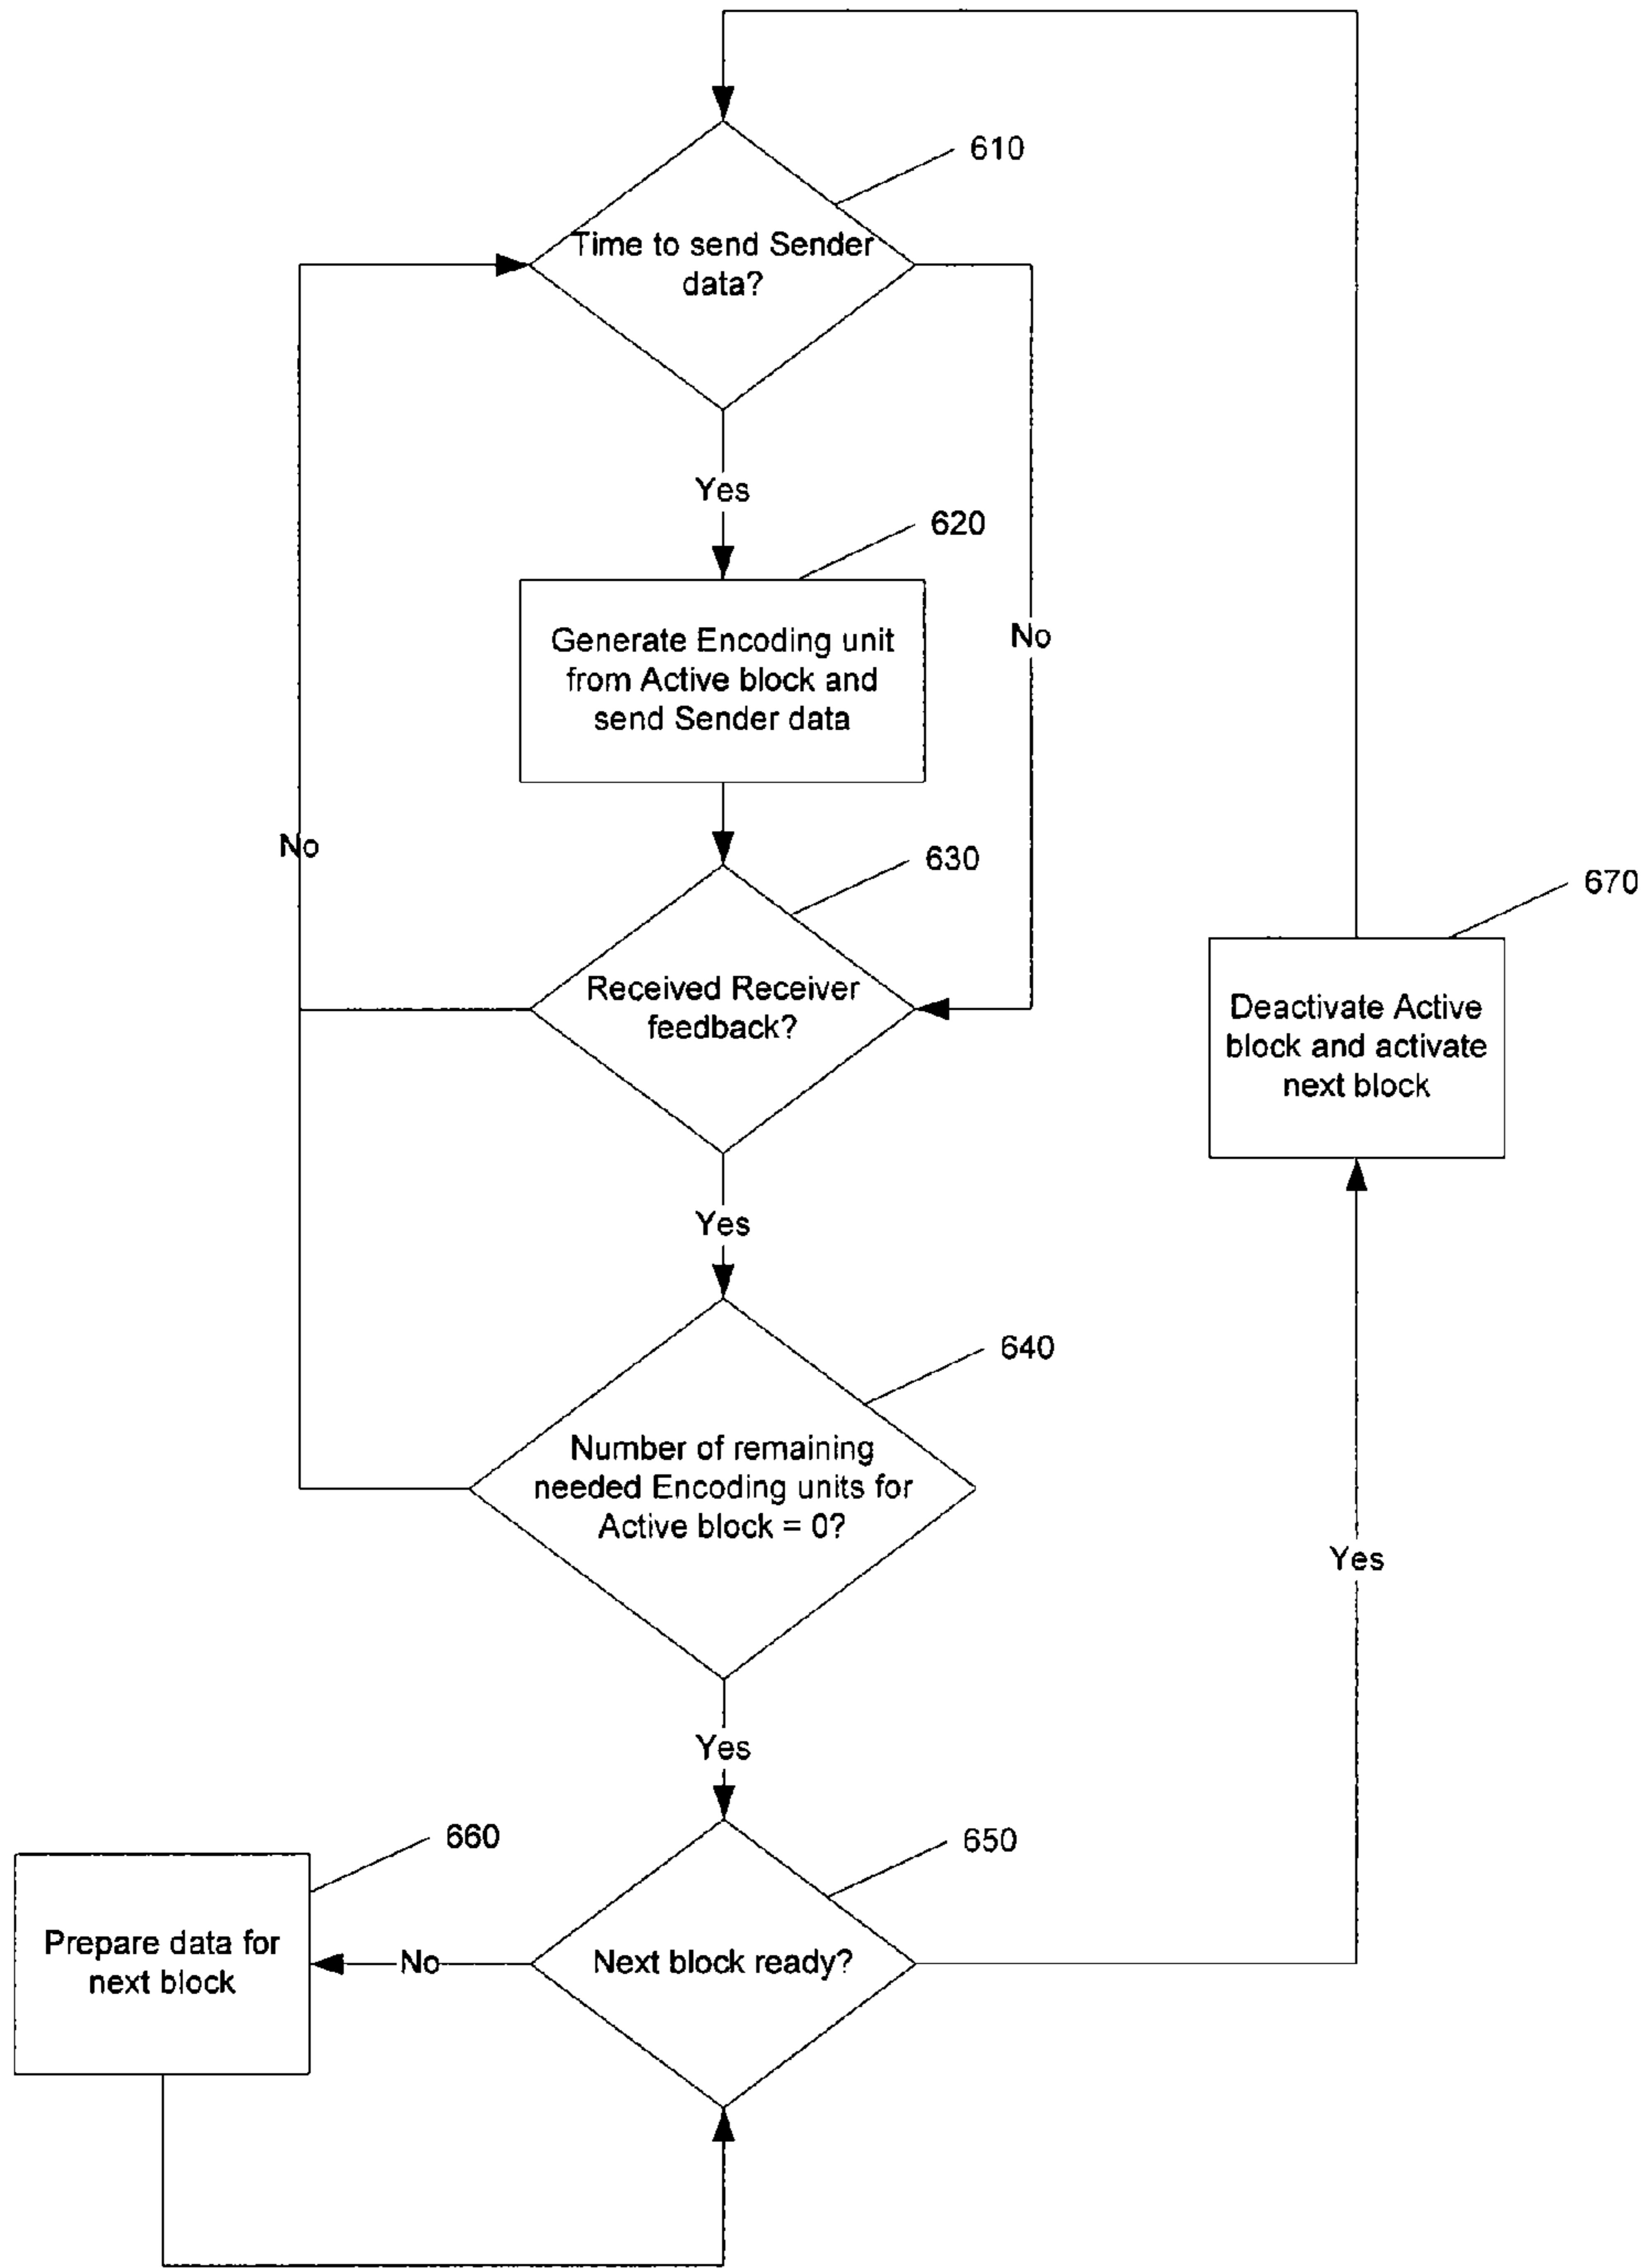 610
Time to send Sender
data?
Yes
620
Generate Encoding unit
from Active block and
send Sender data
No
No
630
Received Receiver
feedback?
670
Deactivate Active
block and activate
next block
Yes
640
Number of remaining
needed Encoding units for
Active block = 0?
Yes
Yes
660
650
Prepare data for
next block
No
Next block ready?